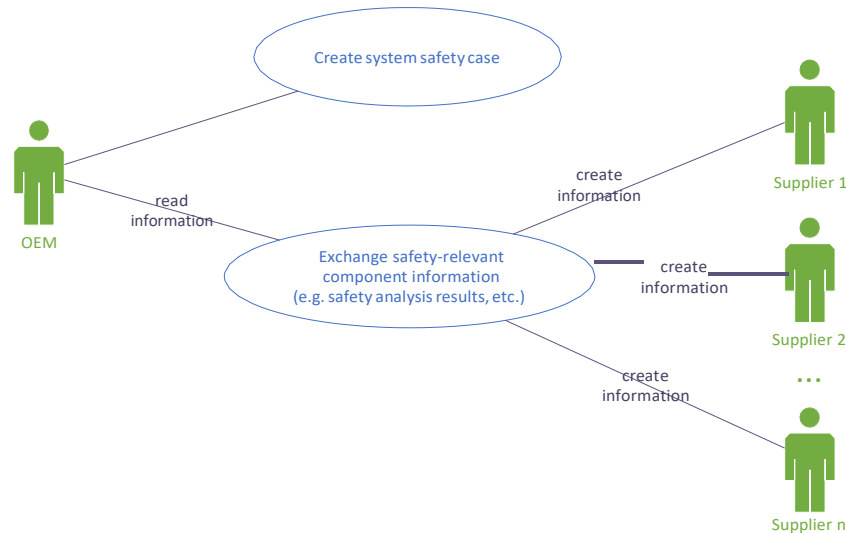 Create system safety case
OEM
read
information
Exchange safety-relevant
component information
(e.g. safety analysis results, etc.)
create
information
Supplier 1
create
information
Supplier 2
...
create
information
Supplier n